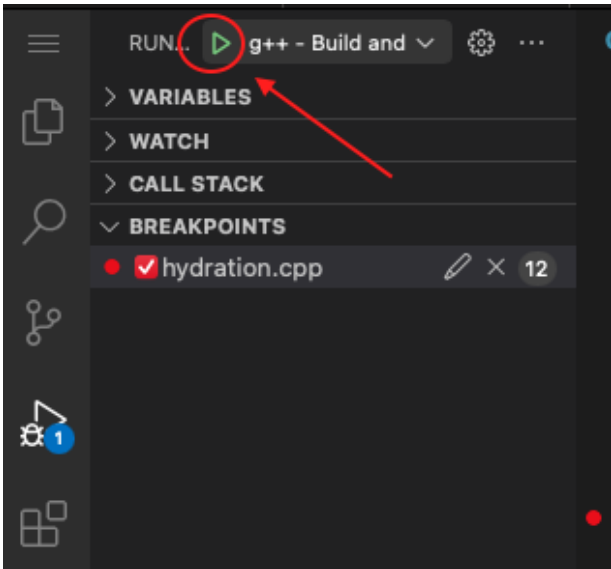 RUN... g++ - Build and
VARIABLES
WATCH
CALL STACK
BREAKPOINTS
hydration.cpp 12
1